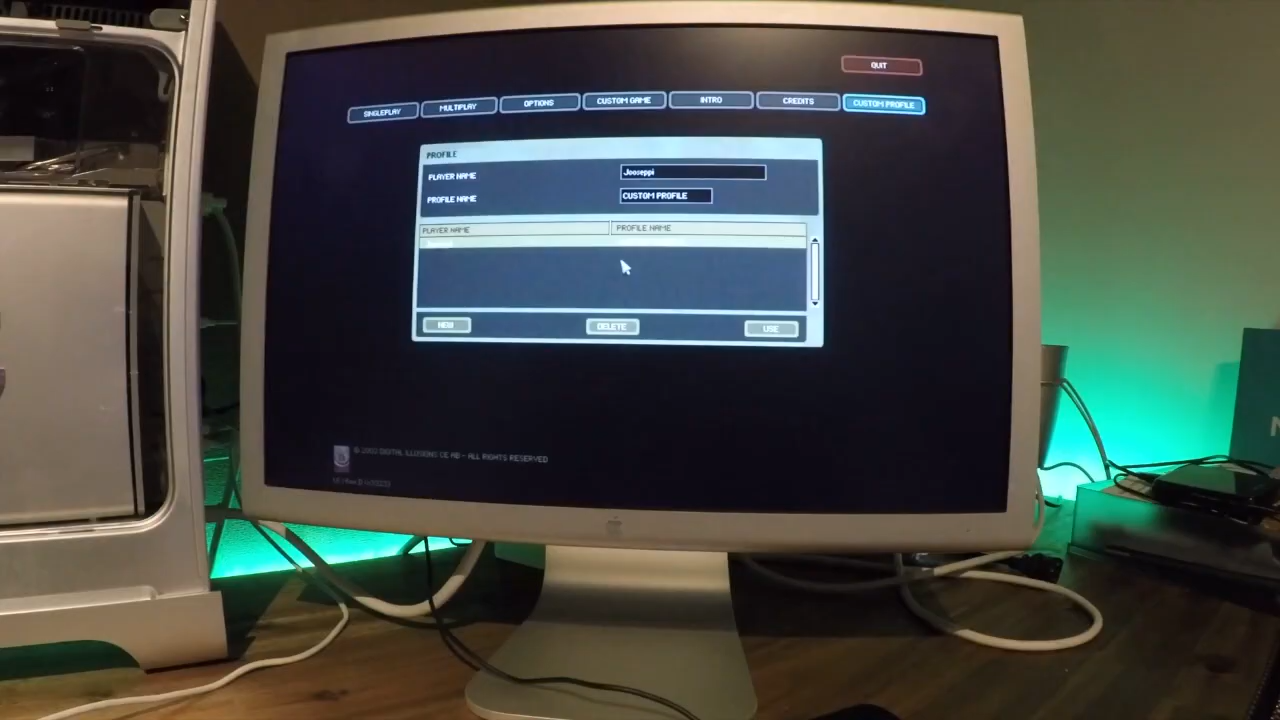 QUIT
SINGLEPLAY MULTIPLAY OPTIONS CUSTOM GAME INTRO CREDITS CUSTOM PROFILE
PROFILE
PLAYER NAME Jooseppi
PROFILE NAME CUSTOM PROFILE
PLAYER NAME PROFILE NAME
NEW DELETE USE
DIGITAL ILLUSIONS CE AB - ALL RIGHTS RESERVED